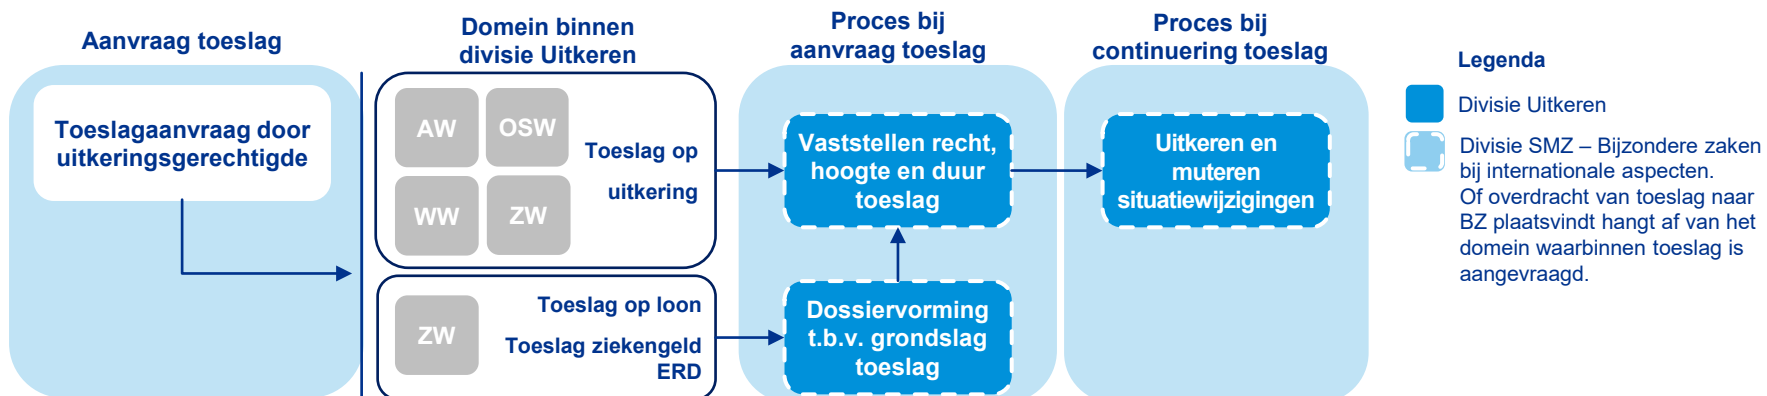 Aanvraag toeslag
Toeslagaanvraag door
uitkeringsgerechtigde
Domein binnen
divisie Uitkeren
AW
OSW
WW
ZW
Toeslag op
uitkering
ZW
Toeslag op loon
Toeslag ziekengeld
ERD
Proces bij
aanvraag toeslag
Vaststellen recht,
hoogte en duur
toeslag
Dossiervorming
t.b.v. grondslag
toeslag
Proces bij
continuering toeslag
Uitkeren en
muteren
situatiewijzigingen
Legenda
Divisie Uitkeren
Divisie SMZ – Bijzondere zaken
bij internationale aspecten.
Of overdracht van toeslag naar
BZ plaatsvindt hangt af van het
domein waarbinnen toeslag is
aangevraagd.